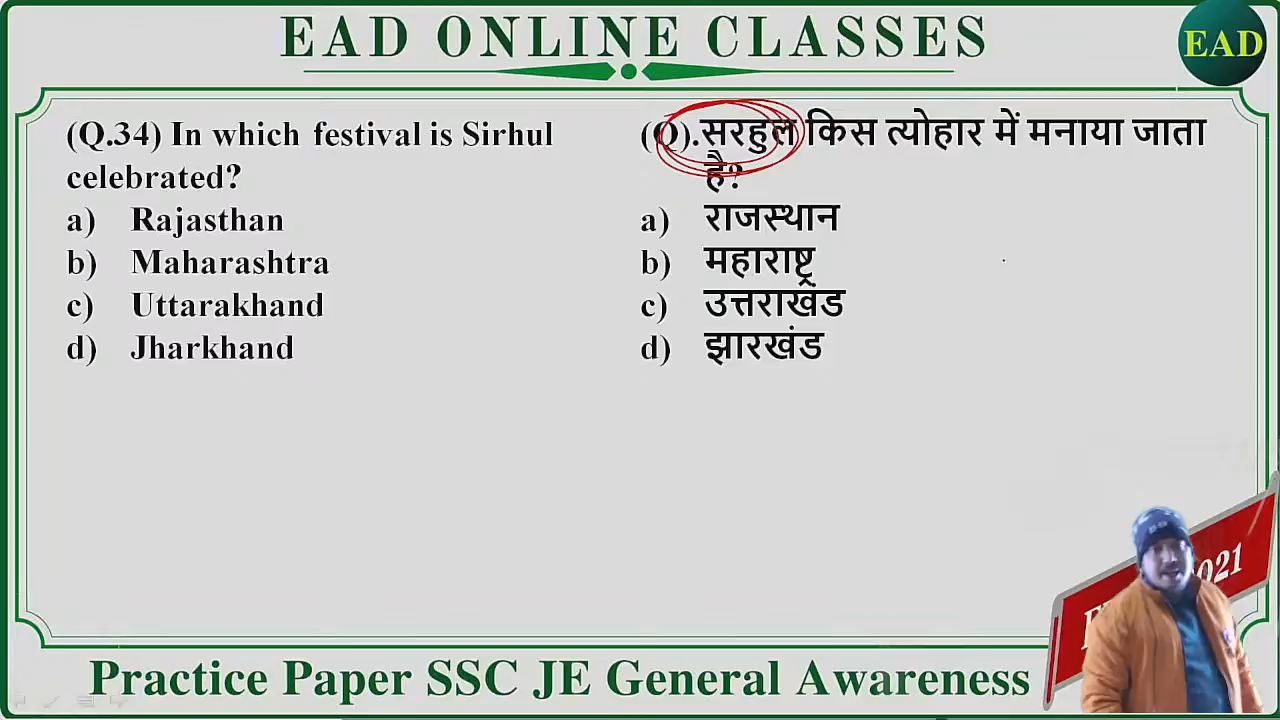 EAD ONLINE CLASSES
EAD
(Q.34) In which festival is Sirhul
celebrated?
a) Rajasthan
b) Maharashtra
c) Uttarakhand
d) Jharkhand
(Q).सरहुल किस त्योहार में मनाया जाता
है?
a) राजस्थान
b) महाराष्ट्र
c) उत्तराखंड
d) झारखंड
Practice Paper SSC JE General Awareness